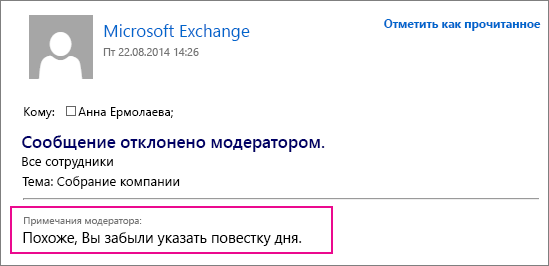 Microsoft Exchange
Отметить как прочитанное
Пт 22.08.2014 14:26
Кому: Анна Ермолаева;
Сообщение отклонено модератором.
Все сотрудники
Тема: Собрание компании
Примечания модератора:
Похоже, Вы забыли указать повестку дня.